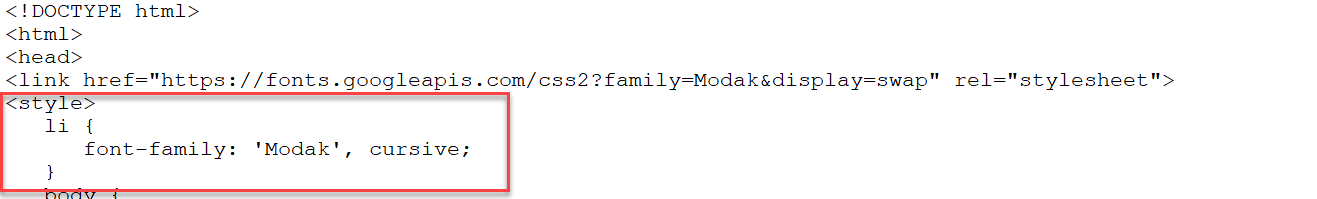 <!DOCTYPE html>
<html>
<head>
<link href="https://fonts.googleapis.com/css2?family=Modak&display=swap" rel="stylesheet">
<style>
   li {
      font-family: 'Modak', cursive;
   }
   body {